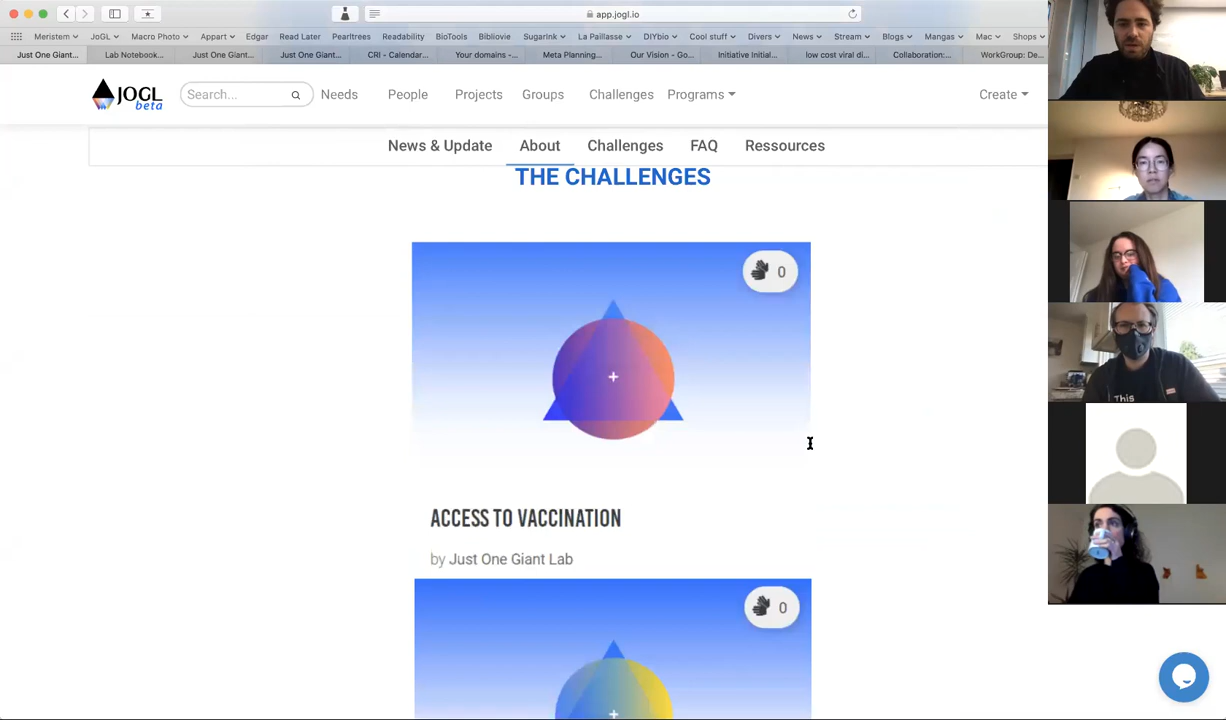 app.jogl.io
Meristem JoGL Macro Photo Appart Edgar Read Later Pearltrees Readability BioTools Bibliovie SugarInk La Paillasse DIYbio Cool stuff Divers News Stream Blogs Mangas Mac Shops
Just One Giant... Lab Notebook... Just One Giant... Just One Giant... CRI - Calendar... Your domains -... Meta Planning... Our Vision - Go... Initiative Initial... low cost viral di... Collaboration:... WorkGroup: De...
JOGL beta Search... Needs People Projects Groups Challenges Programs Create
News & Update About Challenges FAQ Ressources
THE CHALLENGES
0
ACCESS TO VACCINATION
by Just One Giant Lab
0
This